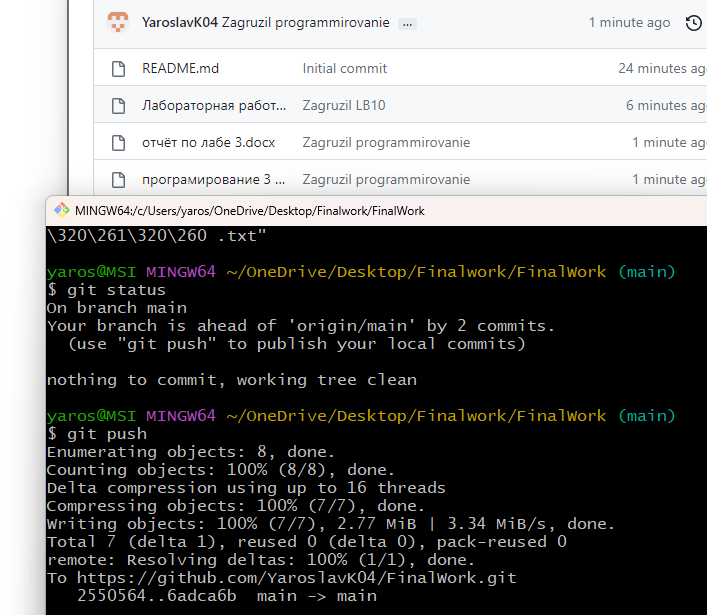 YaroslavK04 Zagruzil programmirovanie ... 1 minute ago
README.md Initial commit 24 minutes ag
Лабораторная работ... Zagruzil LB10 6 minutes ag
отчёт по лабе 3.docx Zagruzil programmirovanie 1 minute ag
програмирование 3 ... Zagruzil programmirovanie 1 minute ag
MINGW64:/c/Users/yaros/OneDrive/Desktop/Finalwork/FinalWork
\320\261\320\260 .txt"
yaros@MSI MINGW64 ~/OneDrive/Desktop/Finalwork/FinalWork (main)
$ git status
On branch main
Your branch is ahead of 'origin/main' by 2 commits.
(use "git push" to publish your local commits)
nothing to commit, working tree clean
yaros@MSI MINGW64 ~/OneDrive/Desktop/Finalwork/FinalWork (main)
$ git push
Enumerating objects: 8, done.
Counting objects: 100% (8/8), done.
Delta compression using up to 16 threads
Compressing objects: 100% (7/7), done.
Writing objects: 100% (7/7), 2.77 MiB | 3.34 MiB/s, done.
Total 7 (delta 1), reused 0 (delta 0), pack-reused 0
remote: Resolving deltas: 100% (1/1), done.
To https://github.com/YaroslavK04/FinalWork.git
2550564..6adca6b main -> main